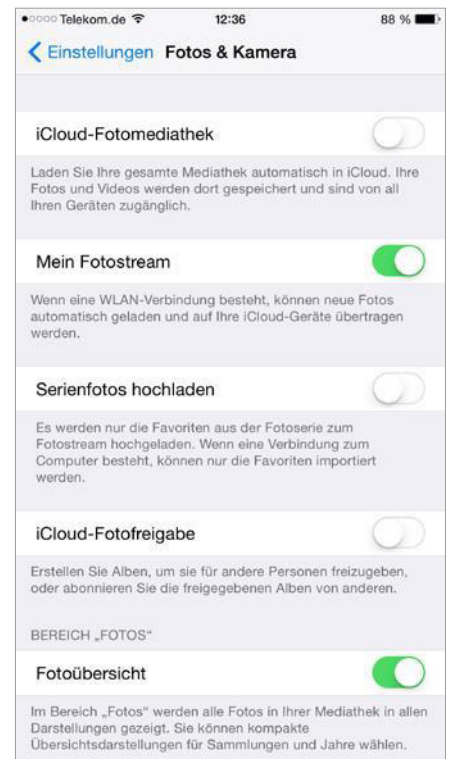 Telekom.de 12:36 88 %
Einstellungen Fotos & Kamera
iCloud-Fotomediathek
Laden Sie Ihre gesamte Mediathek automatisch in iCloud. Ihre
Fotos und Videos werden dort gespeichert und sind von all
Ihren Geräten zugänglich.
Mein Fotostream
Wenn eine WLAN-Verbindung besteht, können neue Fotos
automatisch geladen und auf Ihre iCloud-Geräte übertragen
werden.
Serienfotos hochladen
Es werden nur die Favoriten aus der Fotoserie zum
Fotostream hochgeladen. Wenn eine Verbindung zum
Computer besteht, können nur die Favoriten importiert
werden.
iCloud-Fotofreigabe
Erstellen Sie Alben, um sie für andere Personen freizugeben,
oder abonnieren Sie die freigegebenen Alben von anderen.
BEREICH „FOTOS“
Fotoübersicht
Im Bereich „Fotos“ werden alle Fotos in Ihrer Mediathek in allen
Darstellungen gezeigt. Sie können kompakte
Übersichtsdarstellungen für Sammlungen und Jahre wählen.